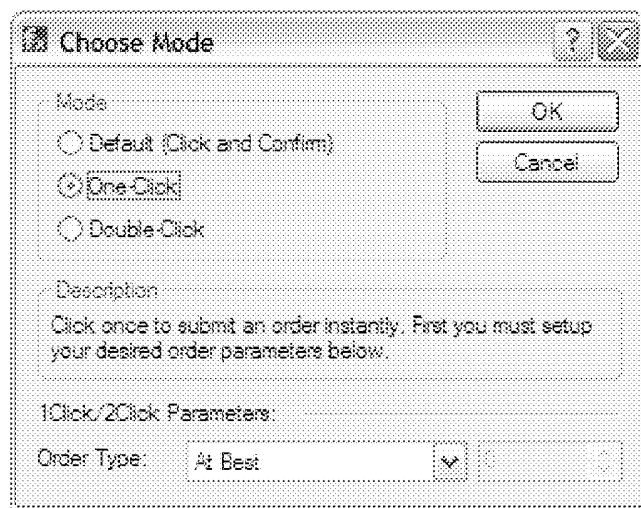 Choose Mode
Mode
Default (Click and Confirm)
One-Click
Double-Click
OK
Cancel
Description
Click once to submit an order instantly. First you must setup
your desired order parameters below.
1Click/2Click Parameters:
Order Type: At Best 0